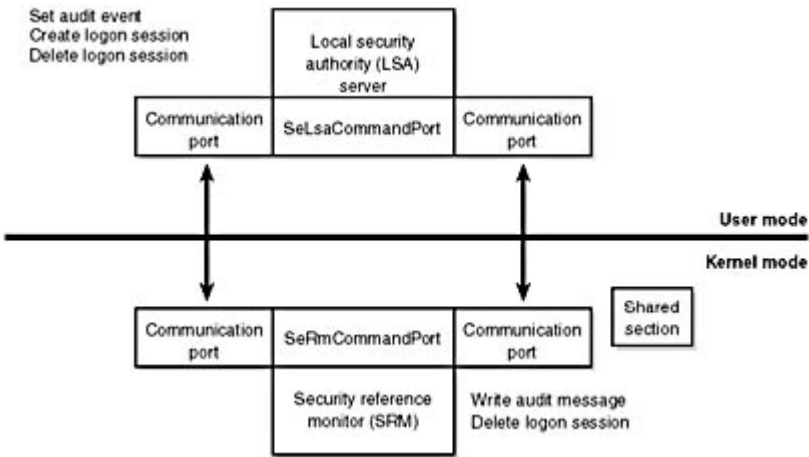 Set audit event
Create logon session
Delete logon session
Local security
authority (LSA)
server
Communication
port
SeLsaCommandPort
Communication
port
User mode
Kernel mode
Communication
port
SeRmCommandPort
Communication
port
Shared
section
Security reference
monitor (SRM)
Write audit message
Delete logon session